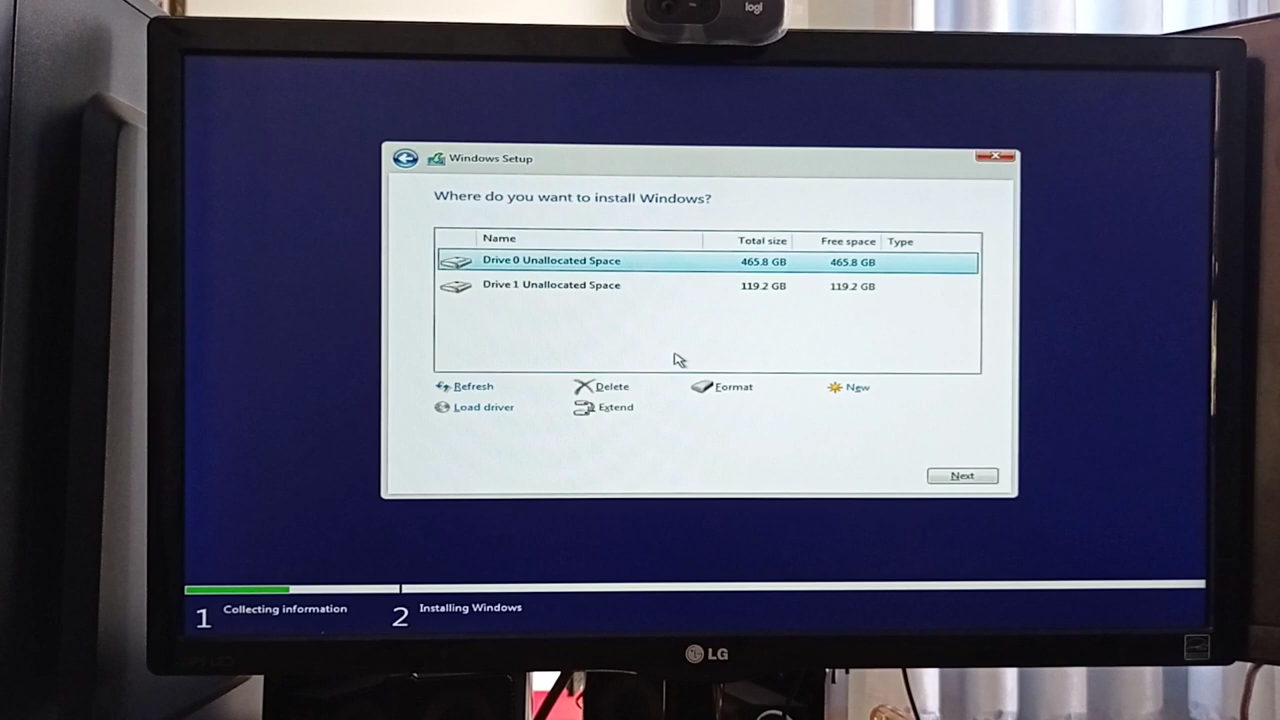 logi
Windows Setup
Where do you want to install Windows?
Name Total size Free space Type
Drive 0 Unallocated Space 465.8 GB 465.8 GB
Drive 1 Unallocated Space 119.2 GB 119.2 GB
Refresh Delete Format New
Load driver Extend
Next
1 Collecting information 2 Installing Windows
LG